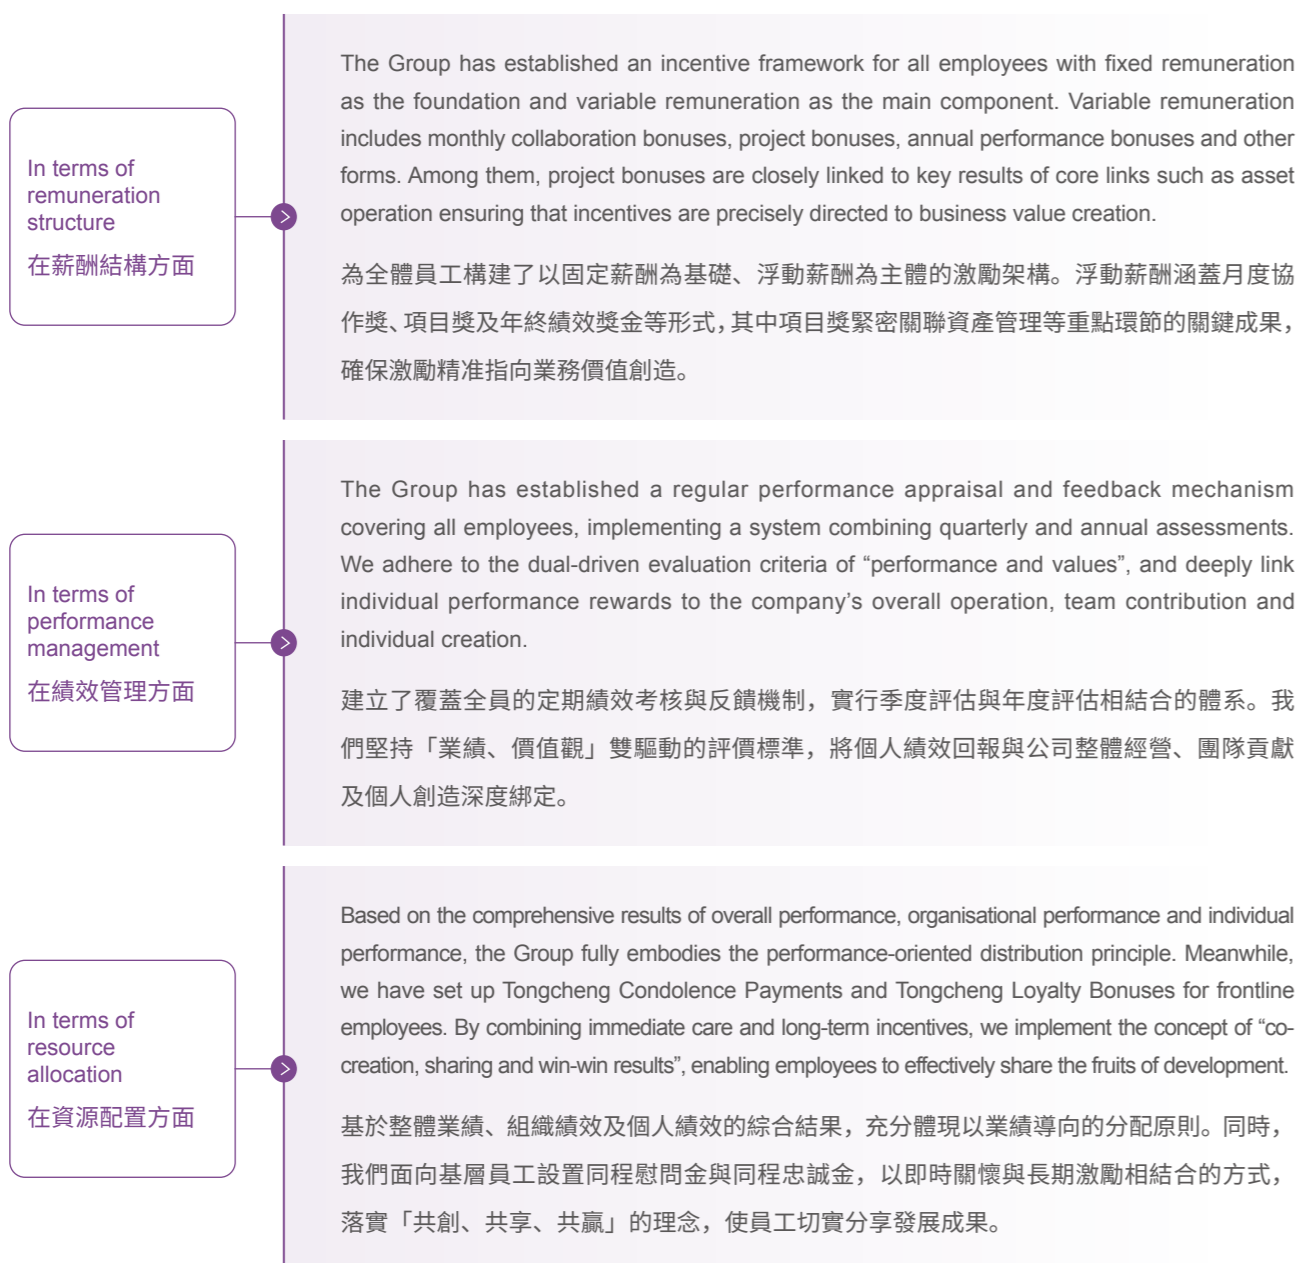 In terms of
remuneration
structure
在薪酬結構方面
The Group has established an incentive framework for all employees with fixed remuneration
as the foundation and variable remuneration as the main component. Variable remuneration
includes monthly collaboration bonuses, project bonuses, annual performance bonuses and other
forms. Among them, project bonuses are closely linked to key results of core links such as asset
operation ensuring that incentives are precisely directed to business value creation.
為全體員工構建了以固定薪酬為基礎、浮動薪酬為主體的激勵架構。浮動薪酬涵蓋月度協
作獎、項目獎及年終績效獎金等形式，其中項目獎緊密關聯資產管理等重點環節的關鍵成果，
確保激勵精准指向業務價值創造。
In terms of
performance
management
在績效管理方面
The Group has established a regular performance appraisal and feedback mechanism
covering all employees, implementing a system combining quarterly and annual assessments.
We adhere to the dual-driven evaluation criteria of “performance and values”, and deeply link
individual performance rewards to the company’s overall operation, team contribution and
individual creation.
建立了覆蓋全員的定期績效考核與反饋機制，實行季度評估與年度評估相結合的體系。我
們堅持「業績、價值觀」雙驅動的評價標準，將個人績效回報與公司整體經營、團隊貢獻
及個人創造深度綁定。
In terms of
resource
allocation
在資源配置方面
Based on the comprehensive results of overall performance, organisational performance and individual
performance, the Group fully embodies the performance-oriented distribution principle. Meanwhile,
we have set up Tongcheng Condolence Payments and Tongcheng Loyalty Bonuses for frontline
employees. By combining immediate care and long-term incentives, we implement the concept of “co-
creation, sharing and win-win results”, enabling employees to effectively share the fruits of development.
基於整體業績、組織績效及個人績效的綜合結果，充分體現以業績導向的分配原則。同時，
我們面向基層員工設置同程慰問金與同程忠誠金，以即時關懷與長期激勵相結合的方式，
落實「共創、共享、共贏」的理念，使員工切實分享發展成果。